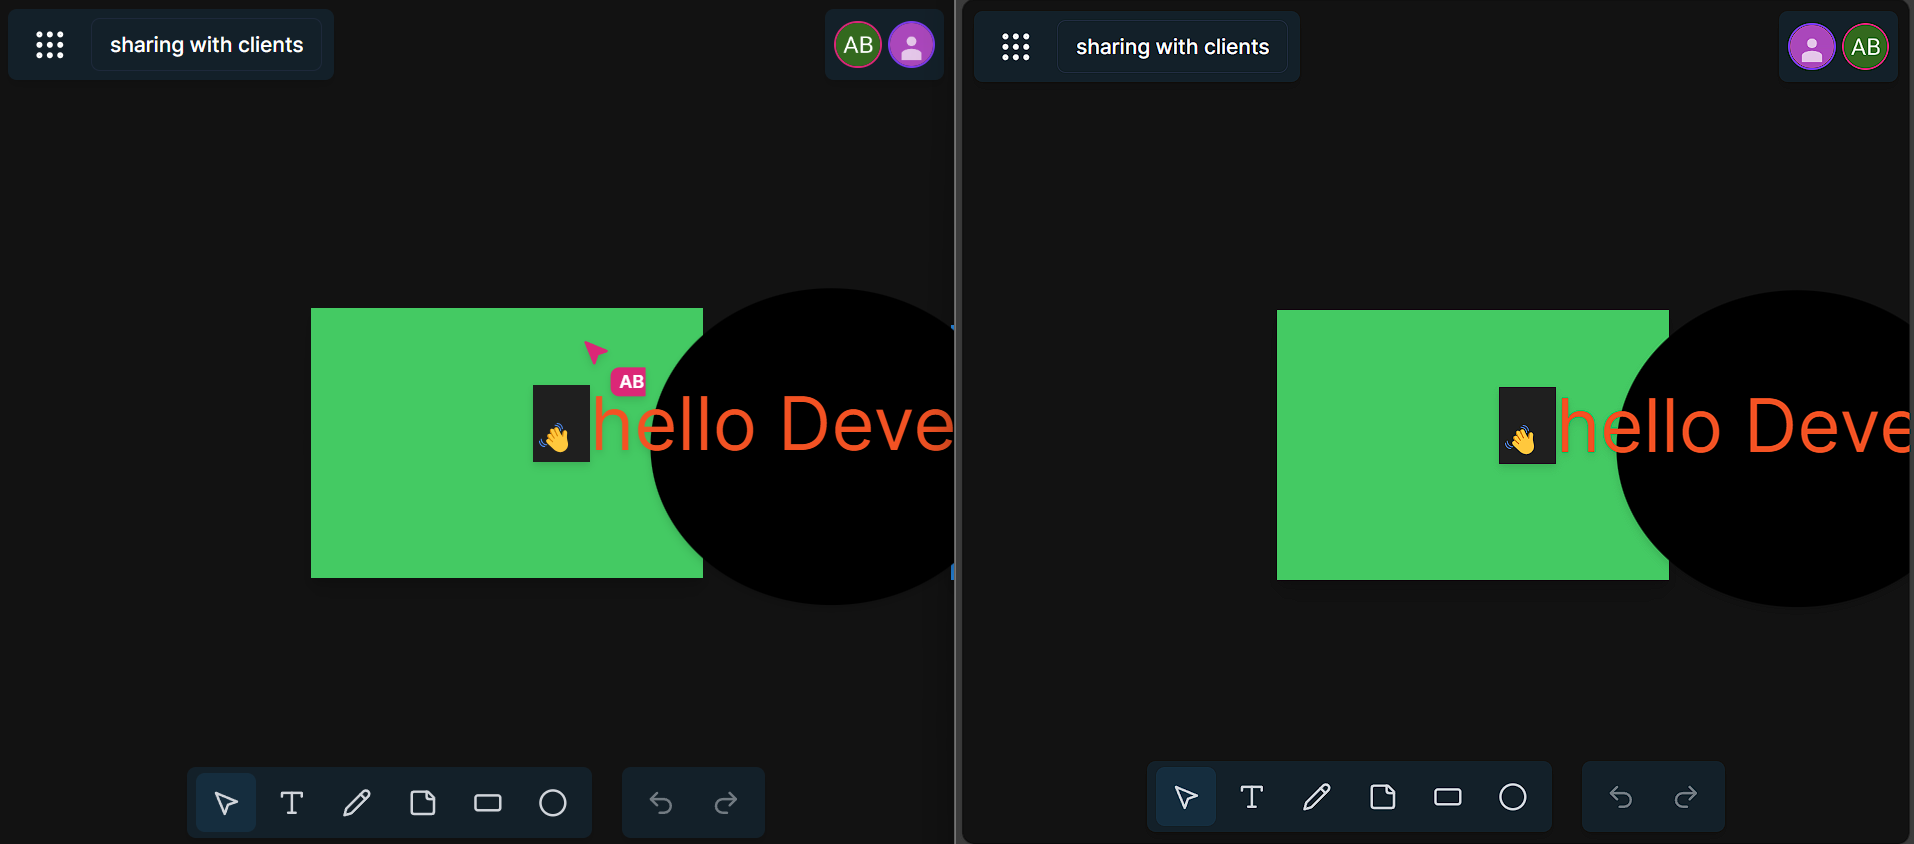 sharing with clients
AB
AB
👋hello Deve
sharing with clients
AB
👋hello Deve